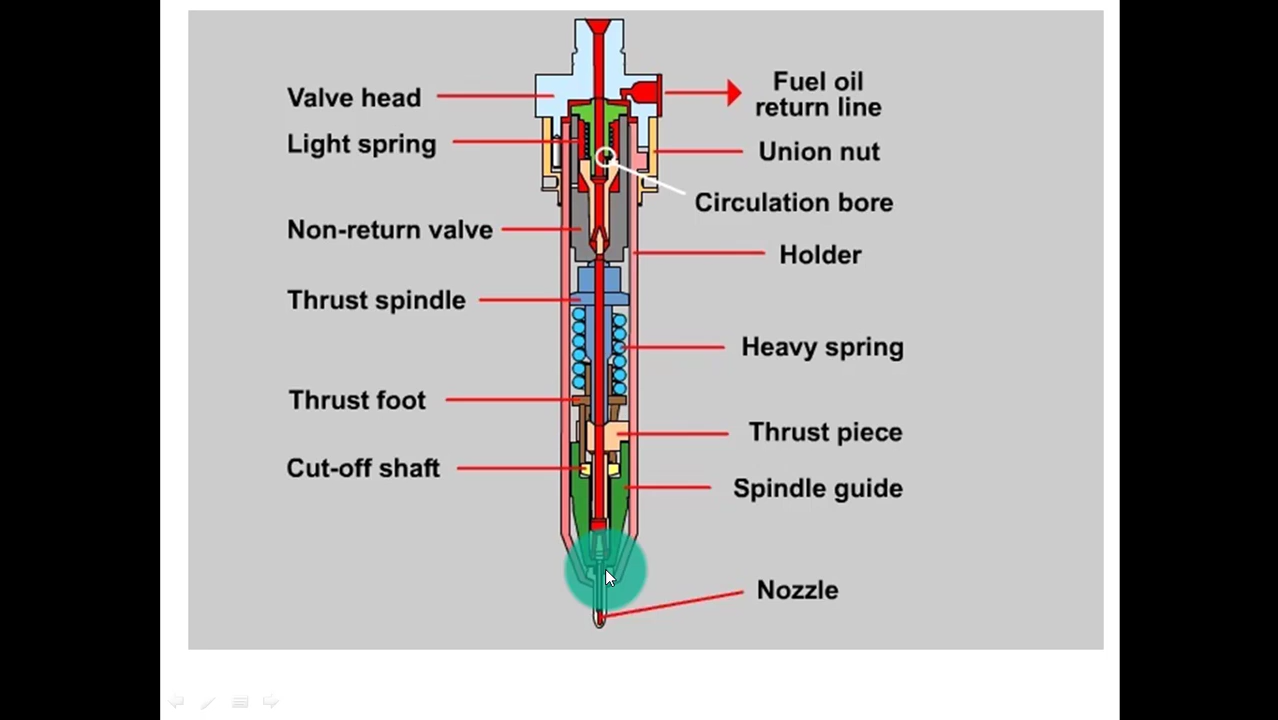 Valve head
Light spring
Non-return valve
Thrust spindle
Thrust foot
Cut-off shaft
Fuel oil
return line
Union nut
Circulation bore
Holder
Heavy spring
Thrust piece
Spindle guide
Nozzle